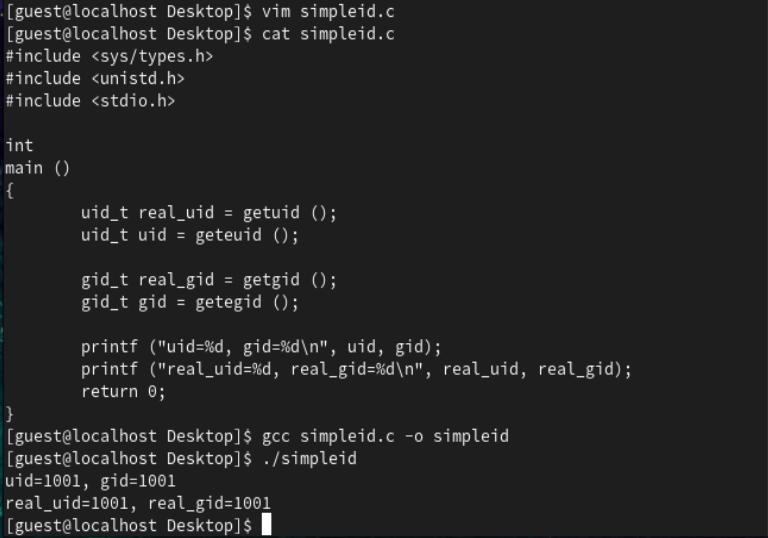 [guest@localhost Desktop]$ vim simpleid.c
[guest@localhost Desktop]$ cat simpleid.c
#include <sys/types.h>
#include <unistd.h>
#include <stdio.h>

int
main ()
{
        uid_t real_uid = getuid ();
        uid_t uid = geteuid ();

        gid_t real_gid = getgid ();
        gid_t gid = getegid ();

        printf ("uid=%d, gid=%d\n", uid, gid);
        printf ("real_uid=%d, real_gid=%d\n", real_uid, real_gid);
        return 0;
}
[guest@localhost Desktop]$ gcc simpleid.c -o simpleid
[guest@localhost Desktop]$ ./simpleid
uid=1001, gid=1001
real_uid=1001, real_gid=1001
[guest@localhost Desktop]$